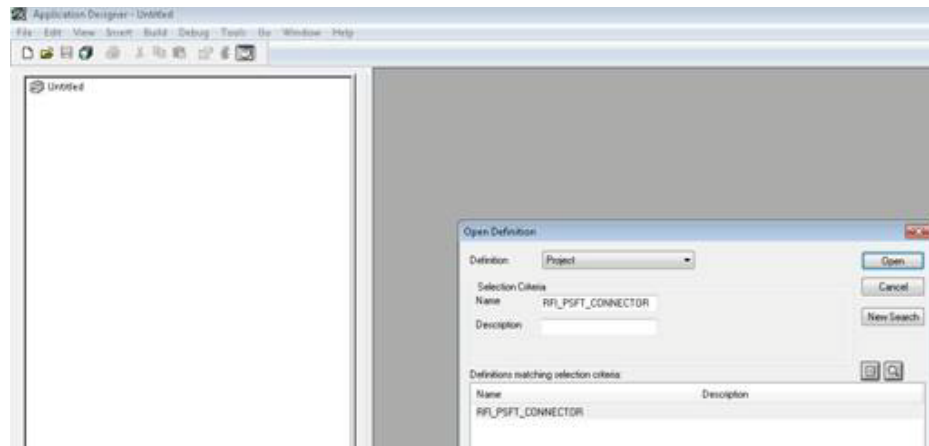 Application Designer - Untitled
File Edit View Insert Build Debug Tools Go Window Help
Untitled
Open Definition
Definition: Project
Open
Selection Criteria
Cancel
Name RFI_PSFT_CONNECTOR
New Search
Description
Definitions matching selection criteria:
Name Description
RFI_PSFT_CONNECTOR